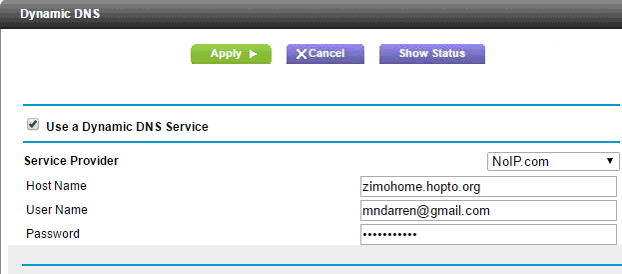 Dynamic DNS
Apply Cancel Show Status
Use a Dynamic DNS Service
Service Provider NoIP.com
Host Name zimohome.hopto.org
User Name mndarren@gmail.com
Password •••••••••••